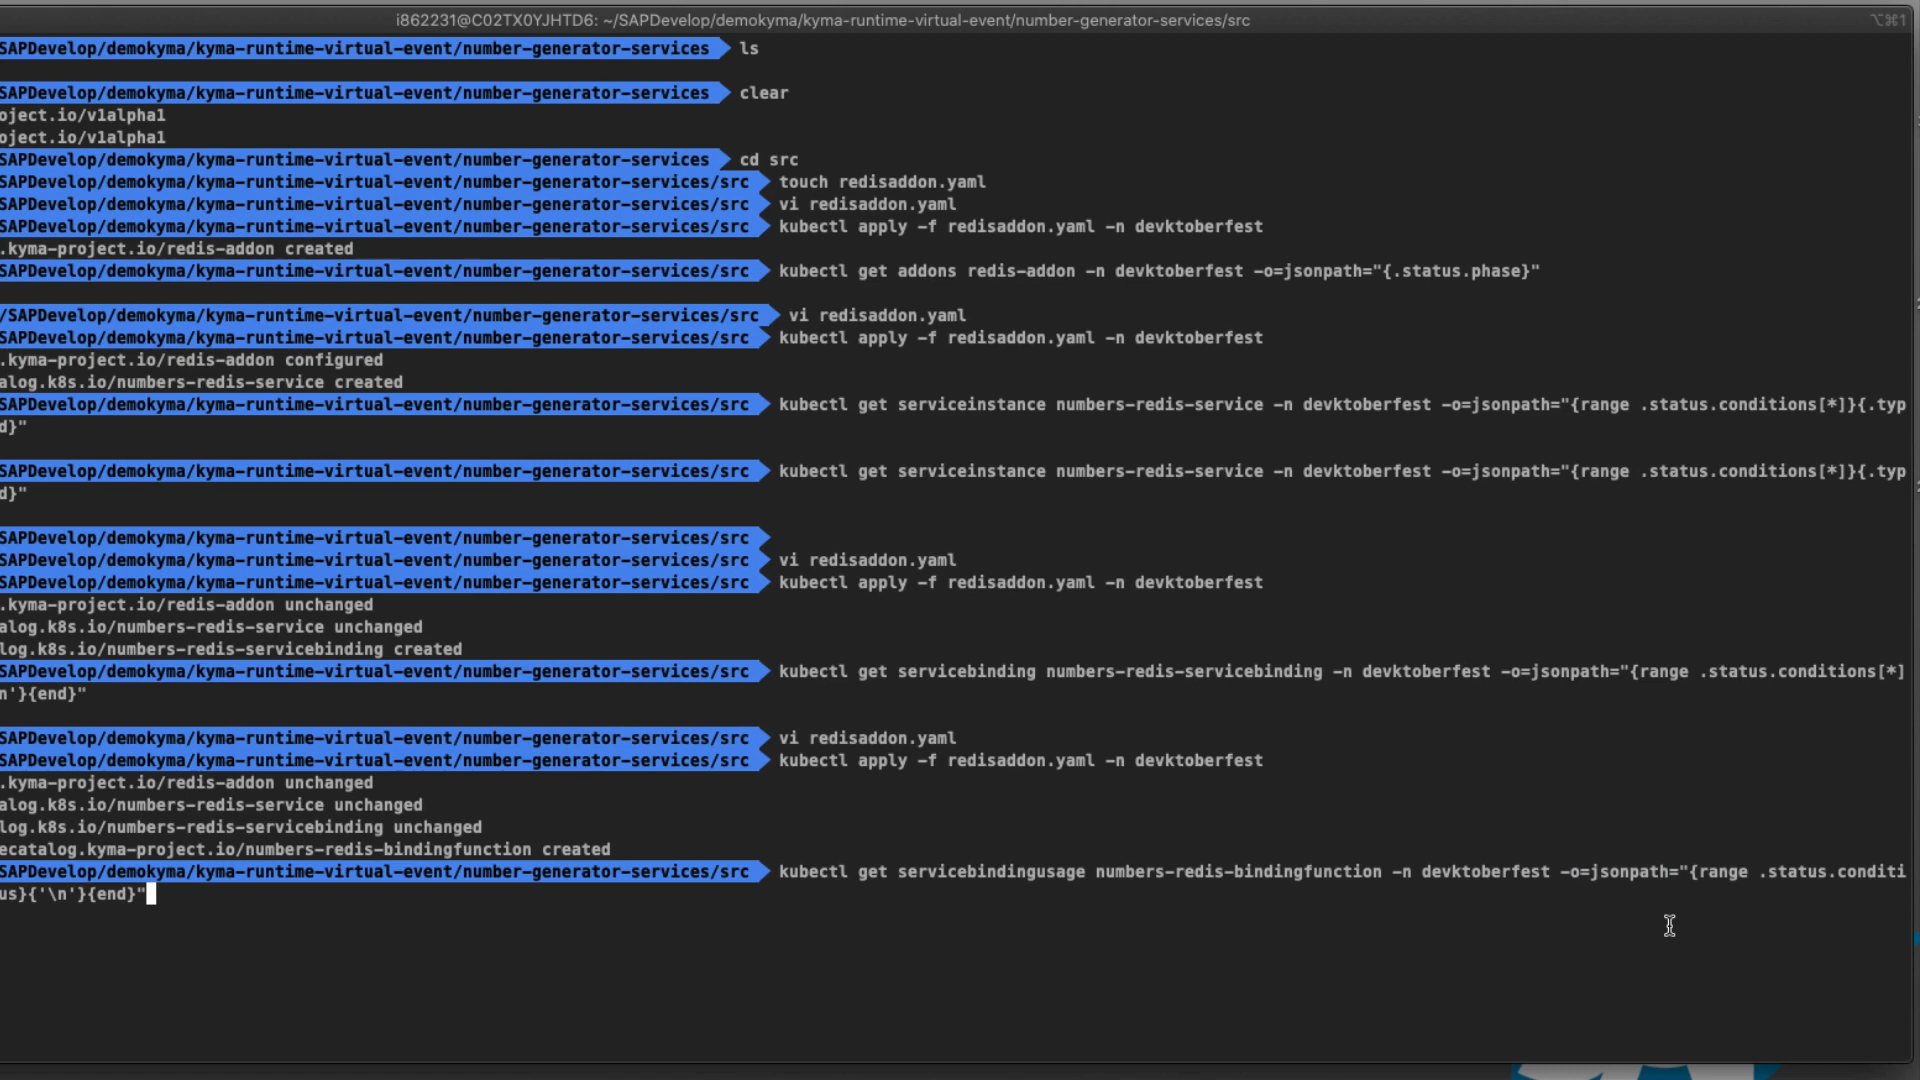 i862231@C02TX0YJHTD6: ~/SAPDevelop/demokyma/kyma-runtime-virtual-event/number-generator-services/src ⌥⌘1
SAPDevelop/demokyma/kyma-runtime-virtual-event/number-generator-services ls
SAPDevelop/demokyma/kyma-runtime-virtual-event/number-generator-services clear
oject.io/v1alpha1
oject.io/v1alpha1
SAPDevelop/demokyma/kyma-runtime-virtual-event/number-generator-services cd src
SAPDevelop/demokyma/kyma-runtime-virtual-event/number-generator-services/src touch redisaddon.yaml
SAPDevelop/demokyma/kyma-runtime-virtual-event/number-generator-services/src vi redisaddon.yaml
SAPDevelop/demokyma/kyma-runtime-virtual-event/number-generator-services/src kubectl apply -f redisaddon.yaml -n devktoberfest
.kyma-project.io/redis-addon created
SAPDevelop/demokyma/kyma-runtime-virtual-event/number-generator-services/src kubectl get addons redis-addon -n devktoberfest -o=jsonpath="{.status.phase}"
/SAPDevelop/demokyma/kyma-runtime-virtual-event/number-generator-services/src vi redisaddon.yaml
SAPDevelop/demokyma/kyma-runtime-virtual-event/number-generator-services/src kubectl apply -f redisaddon.yaml -n devktoberfest
.kyma-project.io/redis-addon configured
alog.k8s.io/numbers-redis-service created
SAPDevelop/demokyma/kyma-runtime-virtual-event/number-generator-services/src kubectl get serviceinstance numbers-redis-service -n devktoberfest -o=jsonpath="{range .status.conditions[*]}{.typ
d}"
SAPDevelop/demokyma/kyma-runtime-virtual-event/number-generator-services/src kubectl get serviceinstance numbers-redis-service -n devktoberfest -o=jsonpath="{range .status.conditions[*]}{.typ
d}"
SAPDevelop/demokyma/kyma-runtime-virtual-event/number-generator-services/src
SAPDevelop/demokyma/kyma-runtime-virtual-event/number-generator-services/src vi redisaddon.yaml
SAPDevelop/demokyma/kyma-runtime-virtual-event/number-generator-services/src kubectl apply -f redisaddon.yaml -n devktoberfest
.kyma-project.io/redis-addon unchanged
alog.k8s.io/numbers-redis-service unchanged
log.k8s.io/numbers-redis-servicebinding created
SAPDevelop/demokyma/kyma-runtime-virtual-event/number-generator-services/src kubectl get servicebinding numbers-redis-servicebinding -n devktoberfest -o=jsonpath="{range .status.conditions[*]
n'}{end}"
SAPDevelop/demokyma/kyma-runtime-virtual-event/number-generator-services/src vi redisaddon.yaml
SAPDevelop/demokyma/kyma-runtime-virtual-event/number-generator-services/src kubectl apply -f redisaddon.yaml -n devktoberfest
.kyma-project.io/redis-addon unchanged
alog.k8s.io/numbers-redis-service unchanged
log.k8s.io/numbers-redis-servicebinding unchanged
ecatalog.kyma-project.io/numbers-redis-bindingfunction created
SAPDevelop/demokyma/kyma-runtime-virtual-event/number-generator-services/src kubectl get servicebindingusage numbers-redis-bindingfunction -n devktoberfest -o=jsonpath="{range .status.conditi
us}{'\n'}{end}"